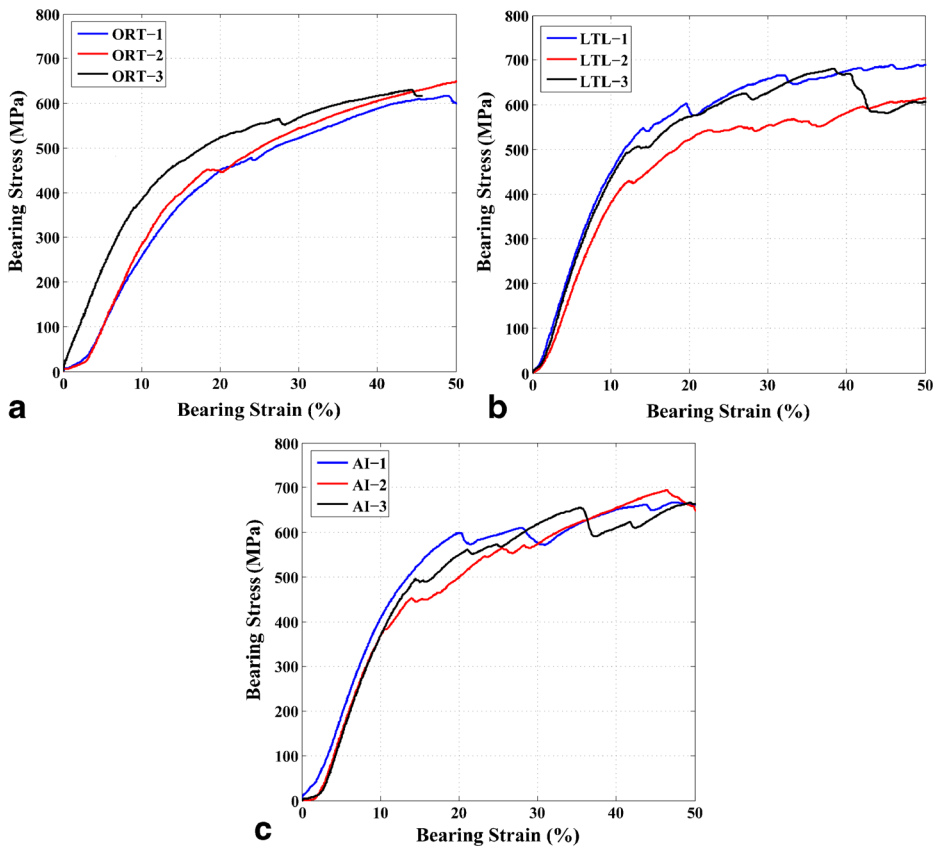 800
700
600
500
400
300
200
100
0
0 10 20 30 40 50
Bearing Stress (MPa)
Bearing Strain (%)
ORT−1
ORT−2
ORT−3
a
800
700
600
500
400
300
200
100
0
0 10 20 30 40 50
Bearing Stress (MPa)
Bearing Strain (%)
LTL−1
LTL−2
LTL−3
b
800
700
600
500
400
300
200
100
0
0 10 20 30 40 50
Bearing Stress (MPa)
Bearing Strain (%)
AI−1
AI−2
AI−3
c